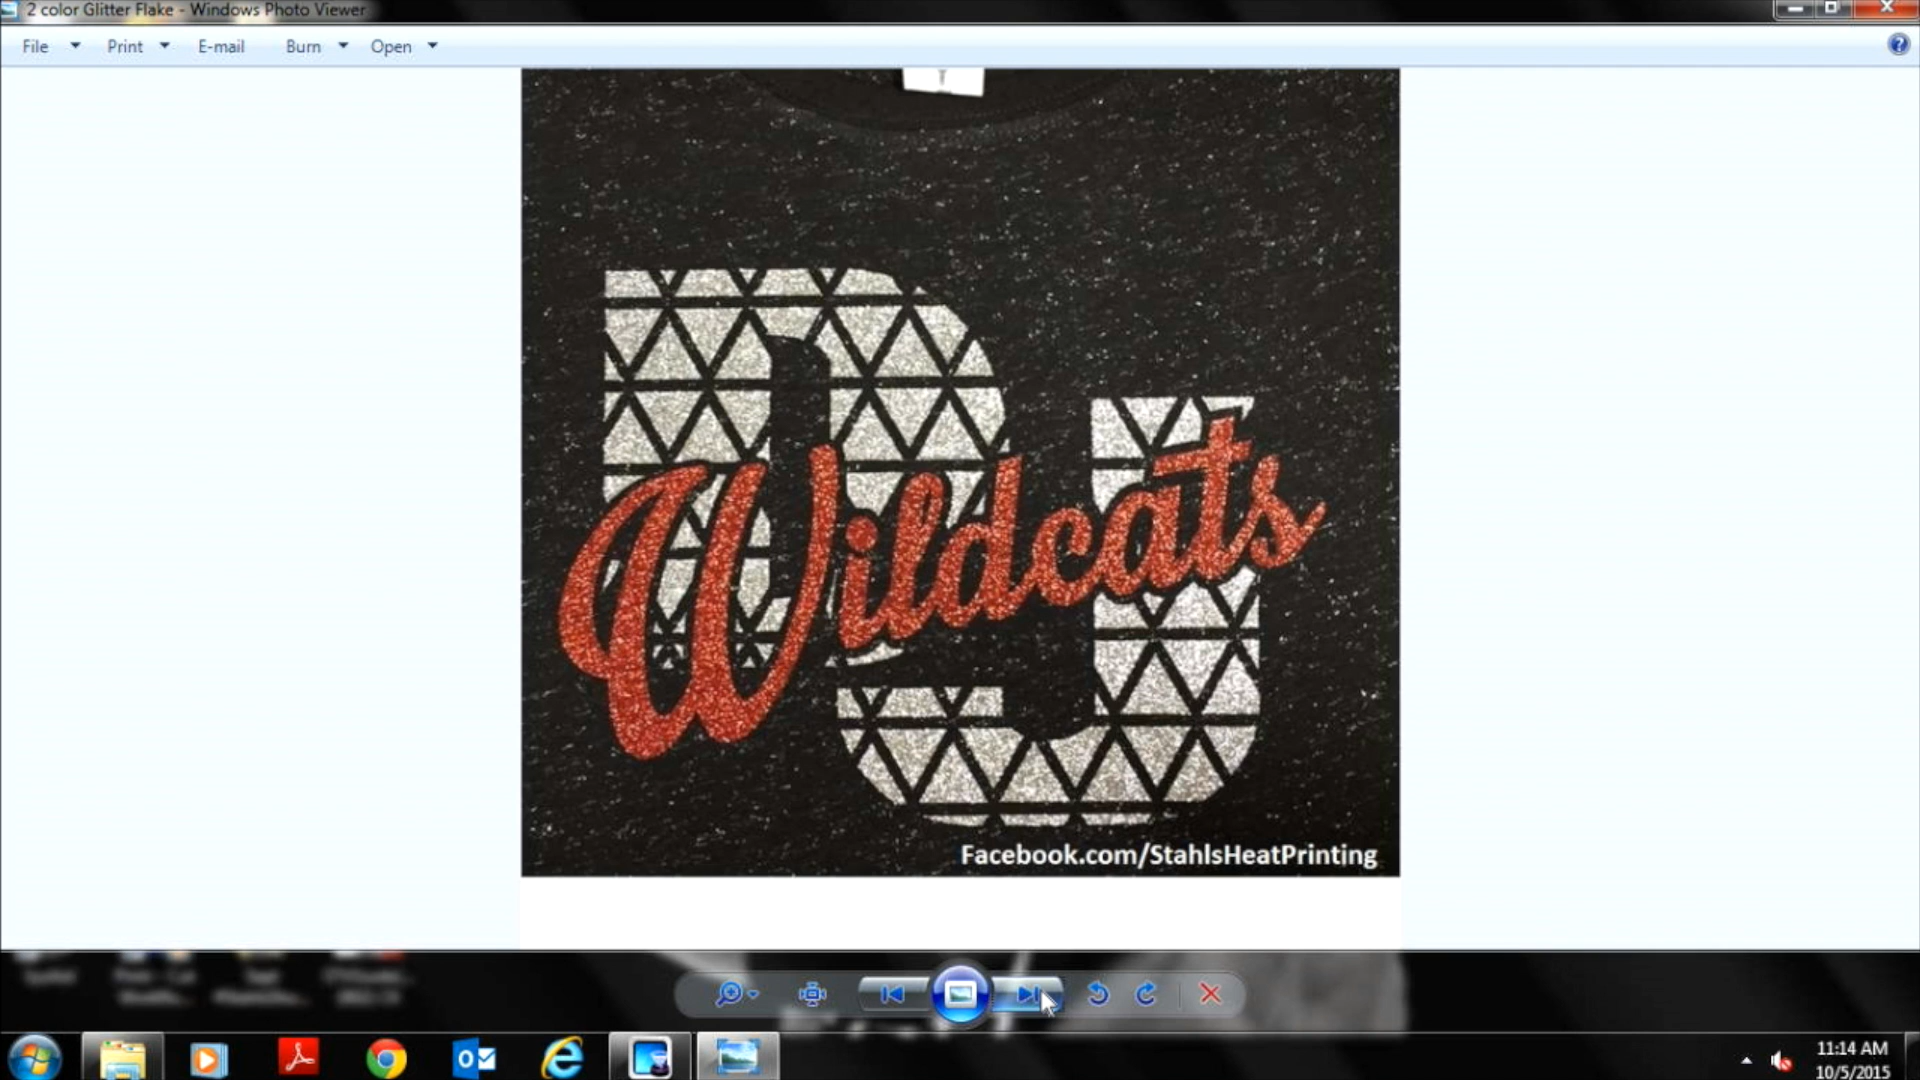 2 color Glitter Flake - Windows Photo Viewer
File Print E-mail Burn Open
DJ
Wildcats
Facebook.com/StahlsHeatPrinting
11:14 AM
10/5/2015